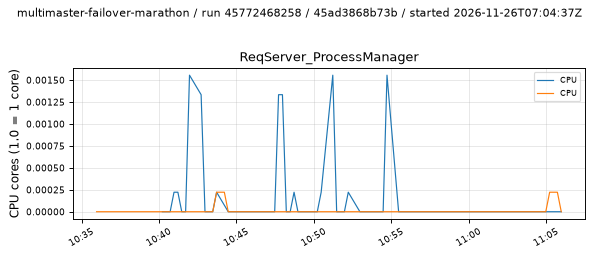 multimaster-failover-marathon / run 45772468258 / 45ad3868b73b / started 2026-11-26T07:04:37Z
ReqServer_ProcessManager
CPU cores (1.0 = 1 core)
0.00150
0.00125
0.00100
0.00075
0.00050
0.00025
0.00000
CPU
CPU
10:35
10:40
10:45
10:50
10:55
11:00
11:05